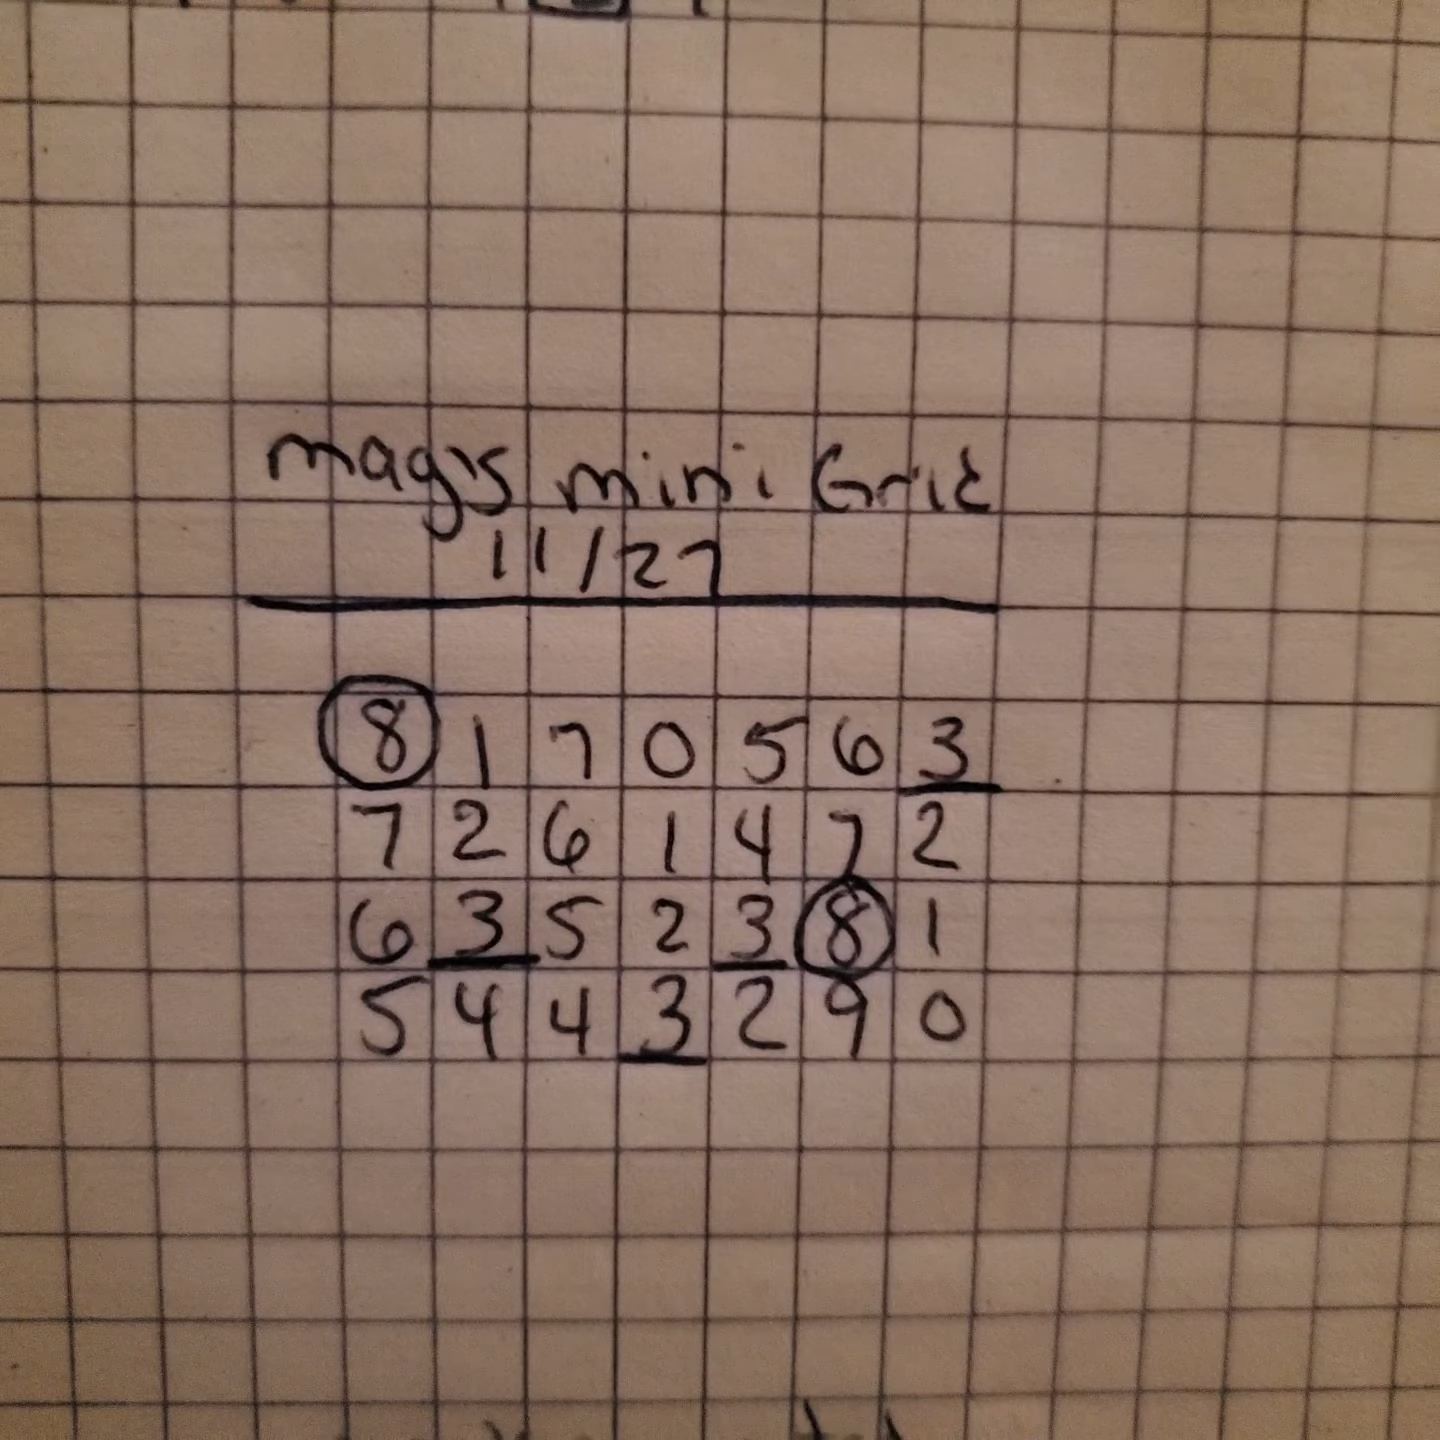 mag's mini Grid
11/27
8 1 7 0 5 6 3
7 2 6 1 4 7 2
6 3 5 2 3 8 1
5 4 4 3 2 9 0